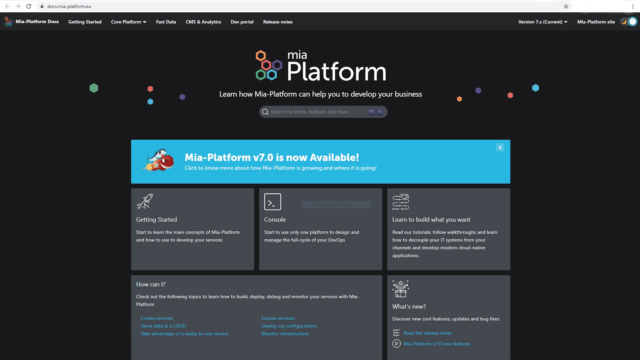 docs.mia-platform.eu
Mia-Platform Docs Getting Started Core Platform Fast Data CMS & Analytics Dev portal Release notes Version 7.x (Current) Mia-Platform site
mia
Platform
Learn how Mia-Platform can help you to develop your business
Search for terms, features and more
Mia-Platform v7.0 is now Available!
Click to know more about how Mia-Platform is growing and where it is going!
Getting Started
Start to learn the main concepts of Mia-Platform
and how to use to develop your services
Console
Start to use only one platform to design and
manage the full-cycle of your DevOps
Learn to build what you want
Read our tutorials, follow walkthroughs and learn
how to decouple your IT systems from your
channels and develop modern cloud native
applications.
How can I?
Check out the following topics to learn how to build, deploy, debug and monitor your services with Mia-
Platform
Create services
Store data in a CRUD
Take advantage of a ready-to-use service
Expose services
Deploy my configurations
Monitor infrastructure
What's new?
Discover new cool features, updates and bug fixes
Read the release notes
Mia-Platform v7.0 new features